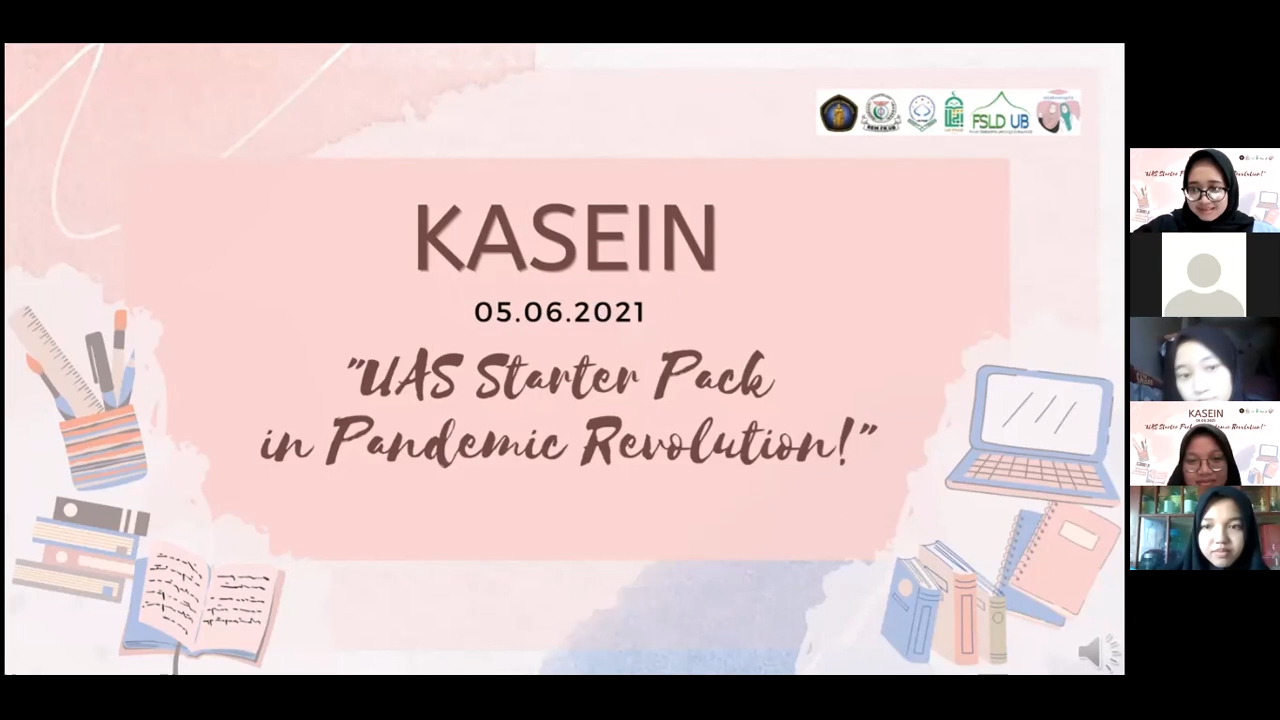 FSLD UB
KASEIN
05.06.2021
"UAS Starter Pack
in Pandemic Revolution!"
KASEIN